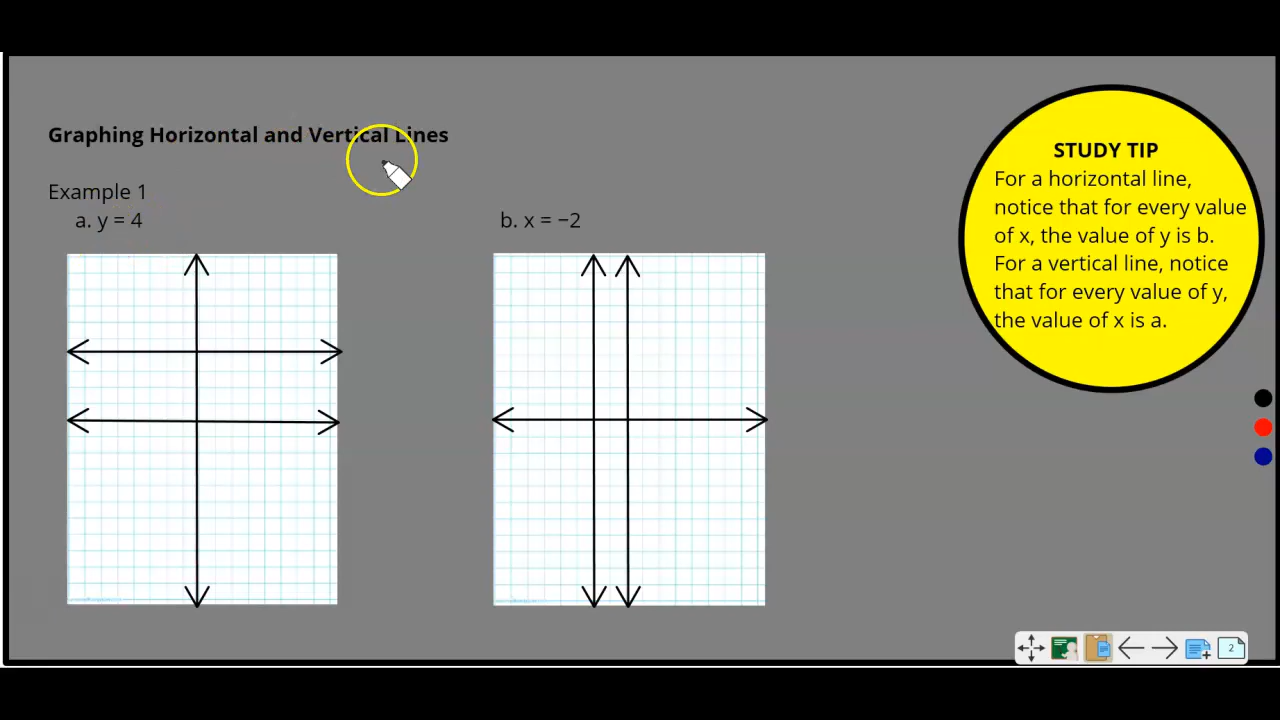 Graphing Horizontal and Vertical Lines
Example 1
a. y = 4
b. x = −2
STUDY TIP
For a horizontal line,
notice that for every value
of x, the value of y is b.
For a vertical line, notice
that for every value of y,
the value of x is a.
2